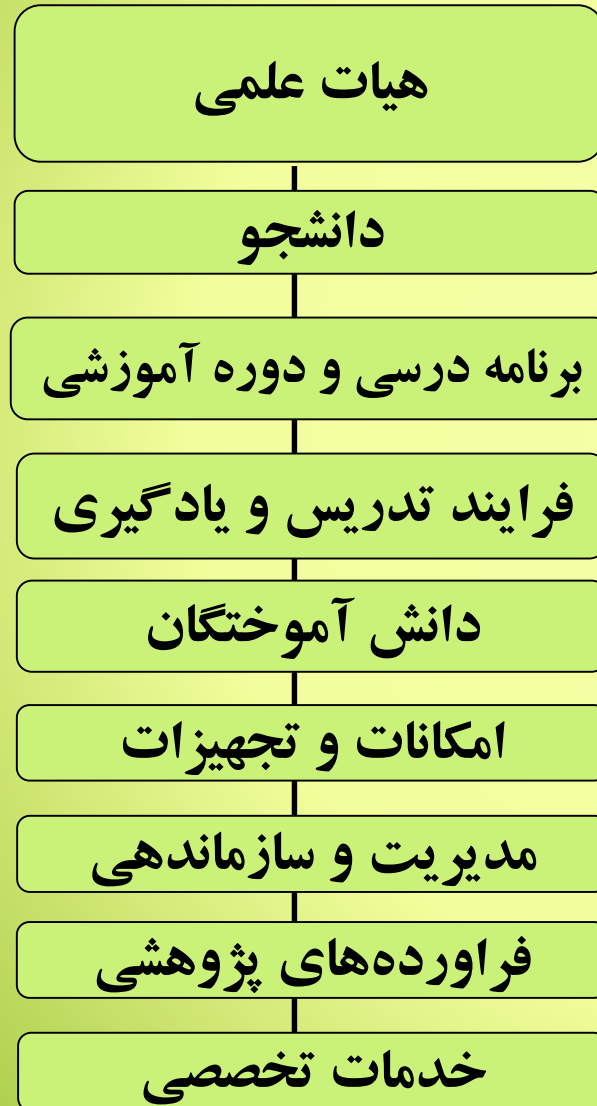 هیات علمی
دانشجو
برنامه درسی و دوره آموزشی
فرایند تدریس و یادگیری
دانش آموختگان
امکانات و تجهیزات
مدیریت و سازماندهی
فراورده‌های پژوهشی
خدمات تخصصی